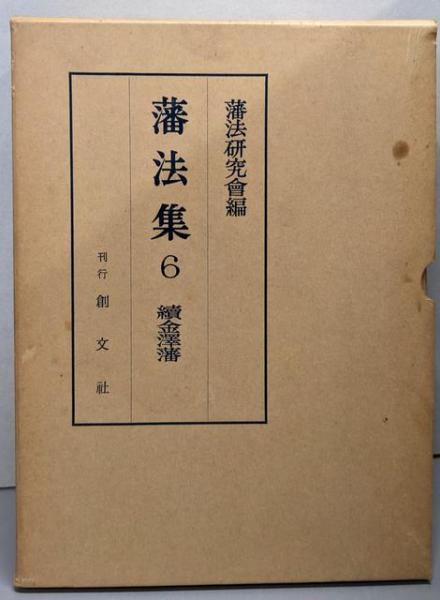 藩法研究會編
藩法集 6 續金澤藩
刊行 創文社